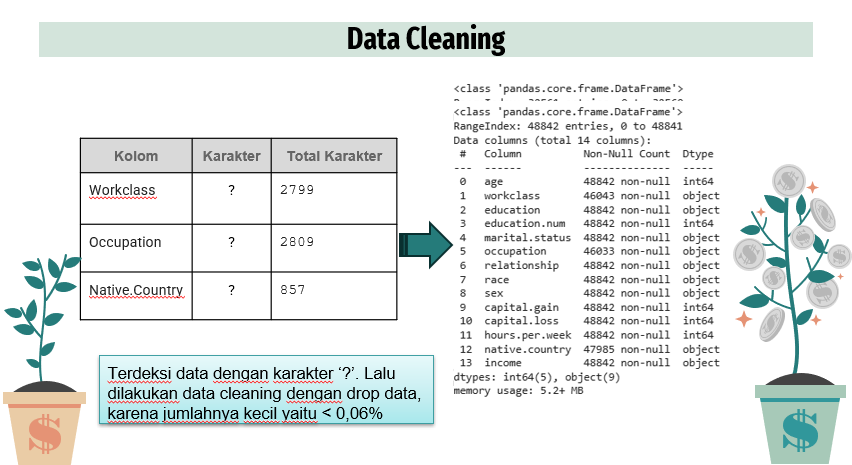 Data Cleaning
Kolom Karakter Total Karakter
Workclass ? 2799
Occupation ? 2809
Native.Country ? 857
Terdeksi data dengan karakter ‘?’. Lalu
dilakukan data cleaning dengan drop data,
karena jumlahnya kecil yaitu < 0,06%
<class 'pandas.core.frame.DataFrame'>
<class 'pandas.core.frame.DataFrame'>
RangeIndex: 48842 entries, 0 to 48841
Data columns (total 14 columns):
# Column Non-Null Count Dtype
--- ------ -------------- -----
0 age 48842 non-null int64
1 workclass 46043 non-null object
2 education 48842 non-null object
3 education.num 48842 non-null int64
4 marital.status 48842 non-null object
5 occupation 46033 non-null object
6 relationship 48842 non-null object
7 race 48842 non-null object
8 sex 48842 non-null object
9 capital.gain 48842 non-null int64
10 capital.loss 48842 non-null int64
11 hours.per.week 48842 non-null int64
12 native.country 47985 non-null object
13 income 48842 non-null object
dtypes: int64(5), object(9)
memory usage: 5.2+ MB